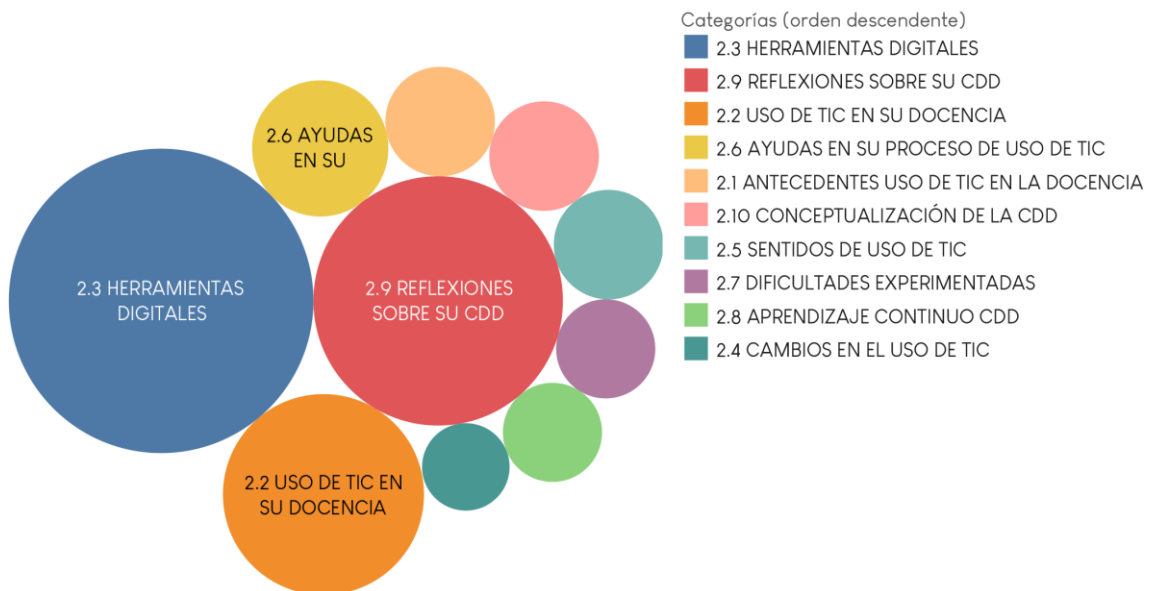 2.6 AYUDAS
EN SU
2.3 HERRAMIENTAS
DIGITALES
2.9 REFLEXIONES
SOBRE SU CDD
2.2 USO DE TIC EN
SU DOCENCIA
Categorías (orden descendente)
2.3 HERRAMIENTAS DIGITALES
2.9 REFLEXIONES SOBRE SU CDD
2.2 USO DE TIC EN SU DOCENCIA
2.6 AYUDAS EN SU PROCESO DE USO DE TIC
2.1 ANTECEDENTES USO DE TIC EN LA DOCENCIA
2.10 CONCEPTUALIZACIÓN DE LA CDD
2.5 SENTIDOS DE USO DE TIC
2.7 DIFICULTADES EXPERIMENTADAS
2.8 APRENDIZAJE CONTINUO CDD
2.4 CAMBIOS EN EL USO DE TIC